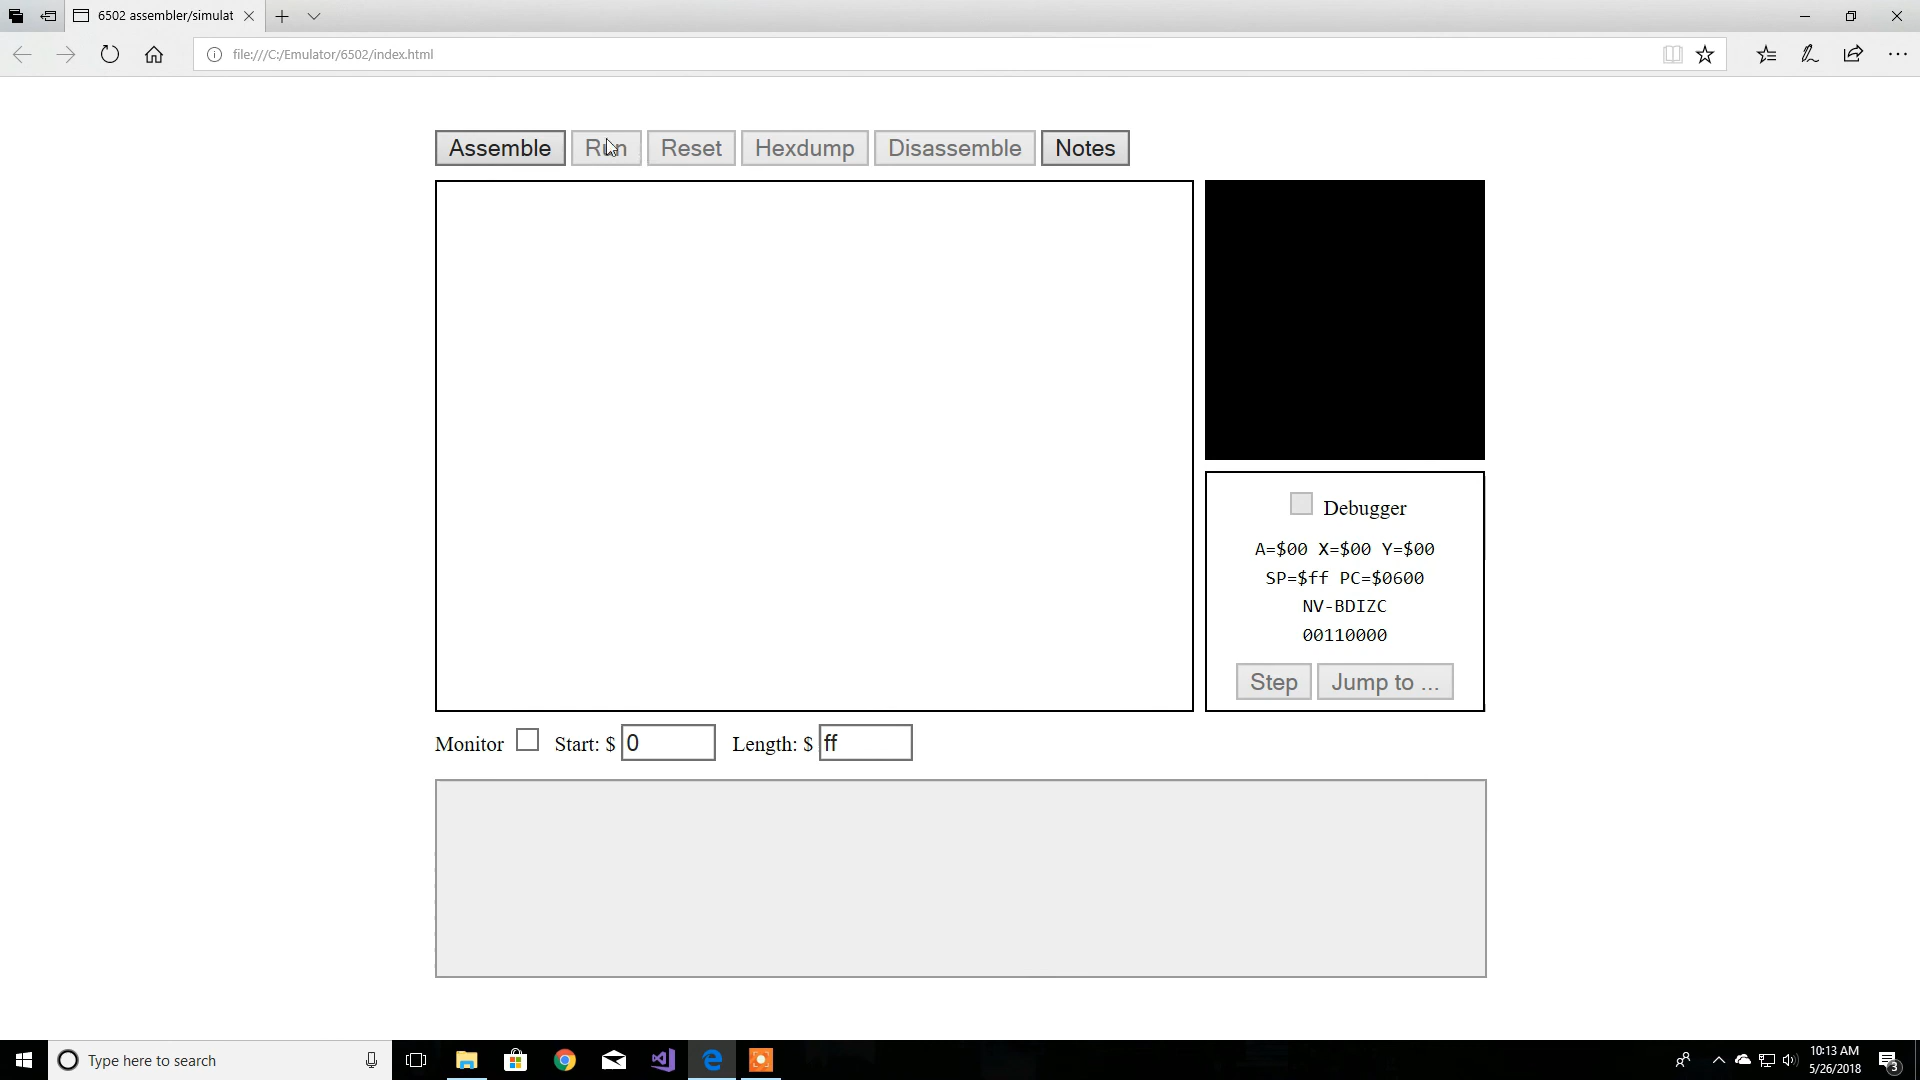 6502 assembler/simulat
file:///C:/Emulator/6502/index.html
Assemble Run Reset Hexdump Disassemble Notes
Debugger
A=$00 X=$00 Y=$00
SP=$ff PC=$0600
NV-BDIZC
00110000
Step Jump to ...
Monitor Start: $ 0 Length: $ ff
Type here to search
10:13 AM
5/26/2018
3